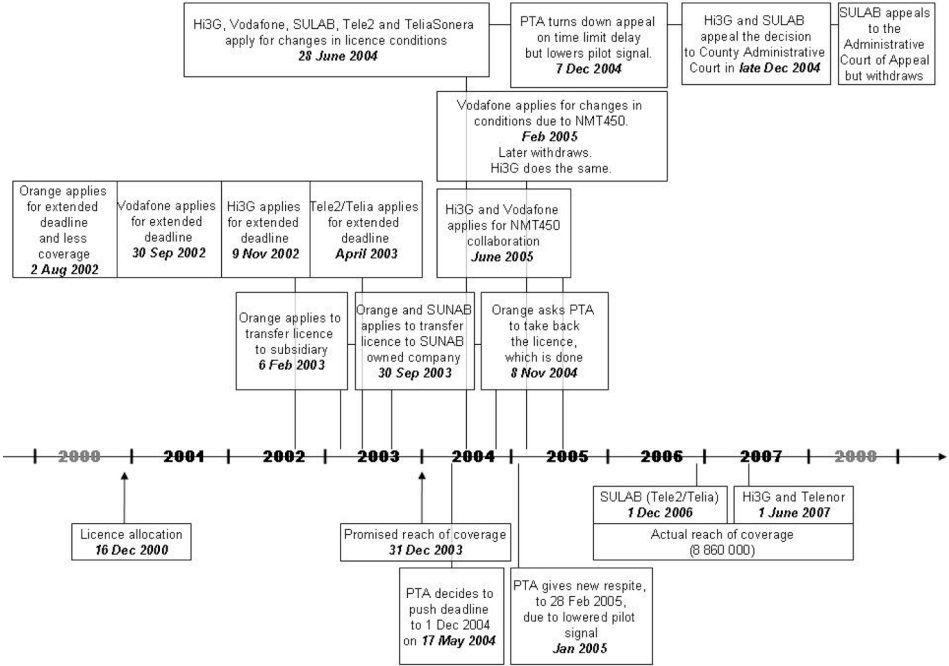 Hi3G, Vodafone, SULAB, Tele2 and TeliaSonera
apply for changes in licence conditions
28 June 2004
PTA turns down appeal
on time limit delay
but lowers pilot signal.
7 Dec 2004
Hi3G and SULAB
appeal the decision
to County Administrative
Court in late Dec 2004
SULAB appeals
to the
Administrative
Court of Appeal
but withdraws
Vodafone applies for changes in
conditions due to NMT450.
Feb 2005
Later withdraws.
Hi3G does the same.
Orange applies
for extended
deadline
and less
coverage
2 Aug 2002
Vodafone applies
for extended
deadline
30 Sep 2002
Hi3G applies
for extended
deadline
9 Nov 2002
Tele2/Telia applies
for extended
deadline
April 2003
Hi3G and Vodafone
applies for NMT450
collaboration
June 2005
Orange applies to
transfer licence
to subsidiary
6 Feb 2003
Orange and SUNAB
applies to transfer
licence to SUNAB
owned company
30 Sep 2003
Orange asks PTA
to take back
the licence,
which is done
8 Nov 2004
2000 2001 2002 2003 2004 2005 2006 2007 2008
Licence allocation
16 Dec 2000
Promised reach of coverage
31 Dec 2003
SULAB (Tele2/Telia)
1 Dec 2006
Hi3G and Telenor
1 June 2007
Actual reach of coverage
(8 860 000)
PTA decides to
push deadline
to 1 Dec 2004
on 17 May 2004
PTA gives new respite,
to 28 Feb 2005,
due to lowered pilot
signal
Jan 2005